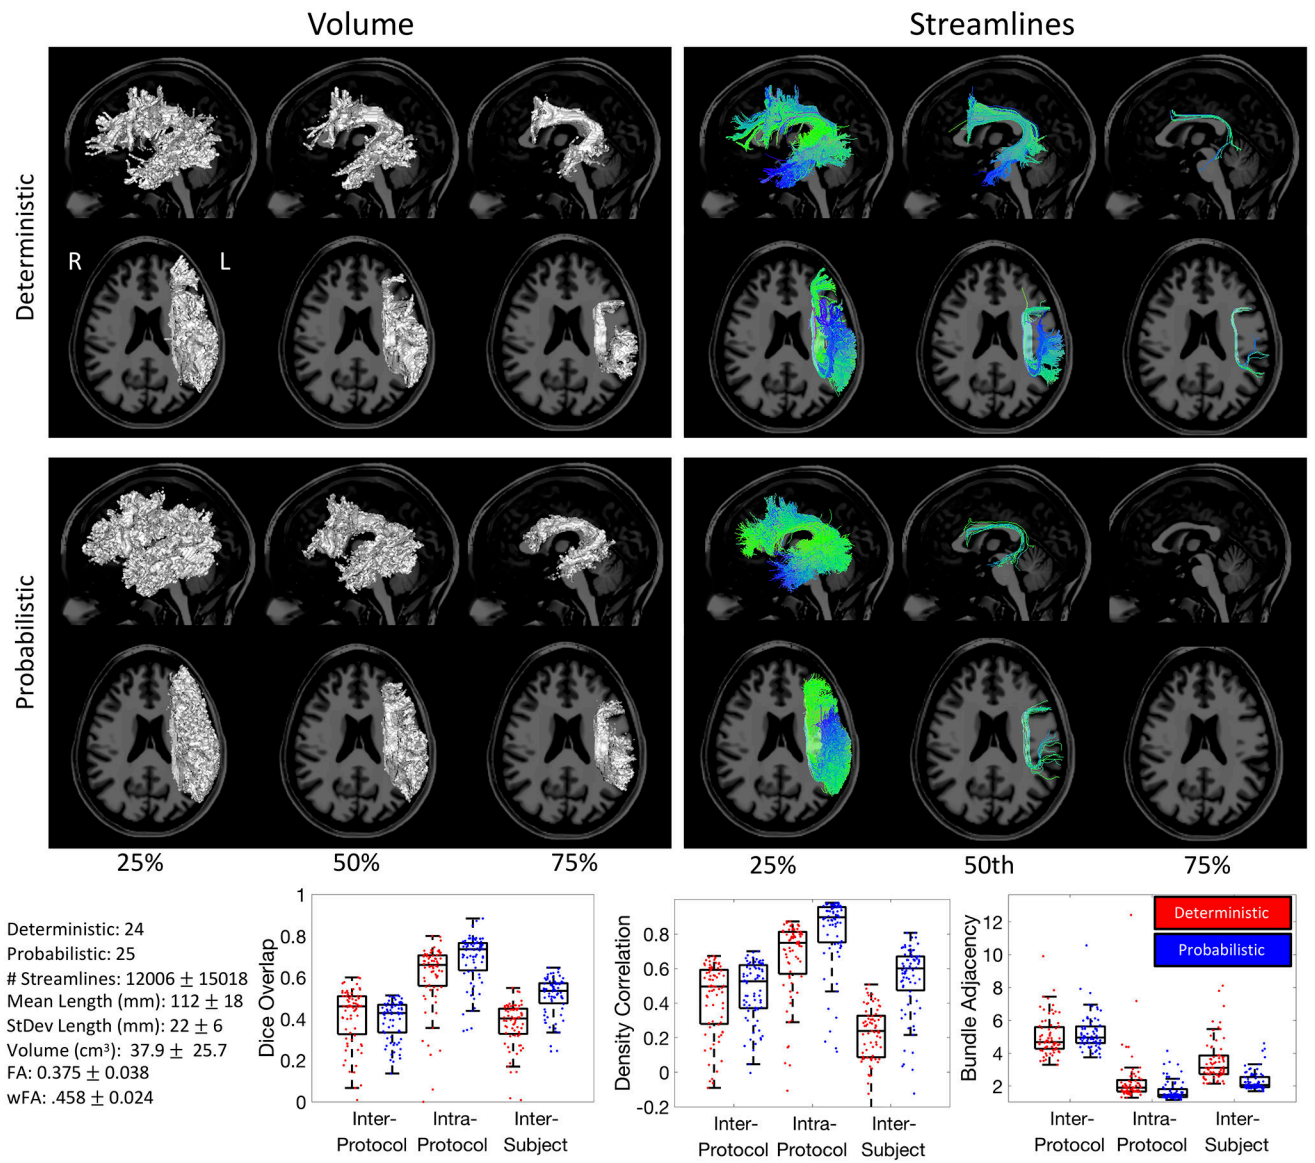 Volume
Streamlines
Deterministic
R
L
Probabilistic
25%
50%
75%
25%
50th
75%
Deterministic: 24
Probabilistic: 25
# Streamlines: 12006 ± 15018
Mean Length (mm): 112 ± 18
StDev Length (mm): 22 ± 6
Volume (cm³): 37.9 ± 25.7
FA: 0.375 ± 0.038
wFA: .458 ± 0.024
Dice Overlap
1
0.8
0.6
0.4
0.2
0
Inter-
Protocol
Intra-
Protocol
Inter-
Subject
Density Correlation
0.8
0.6
0.4
0.2
0
-0.2
Inter-
Protocol
Intra-
Protocol
Inter-
Subject
Bundle Adjacency
12
10
8
6
4
2
Deterministic
Probabilistic
Inter-
Protocol
Intra-
Protocol
Inter-
Subject